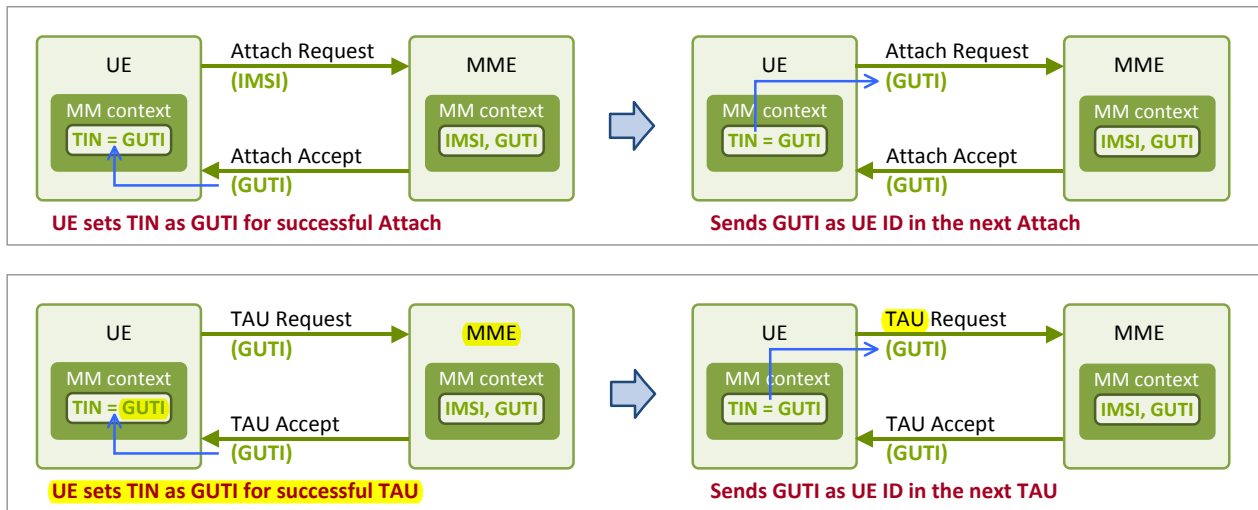 UE
Attach Request
(IMSI)
MME
MM context
TIN = GUTI
IMSI, GUTI
Attach Accept
(GUTI)
UE sets TIN as GUTI for successful Attach
UE
Attach Request
(GUTI)
MME
MM context
TIN = GUTI
MM context
IMSI, GUTI
Attach Accept
(GUTI)
Sends GUTI as UE ID in the next Attach
UE
TAU Request
(GUTI)
MME
MM context
TIN = GUTI
MM context
IMSI, GUTI
TAU Accept
(GUTI)
UE sets TIN as GUTI for successful TAU
UE
TAU Request
(GUTI)
MME
MM context
TIN = GUTI
MM context
IMSI, GUTI
TAU Accept
(GUTI)
Sends GUTI as UE ID in the next TAU